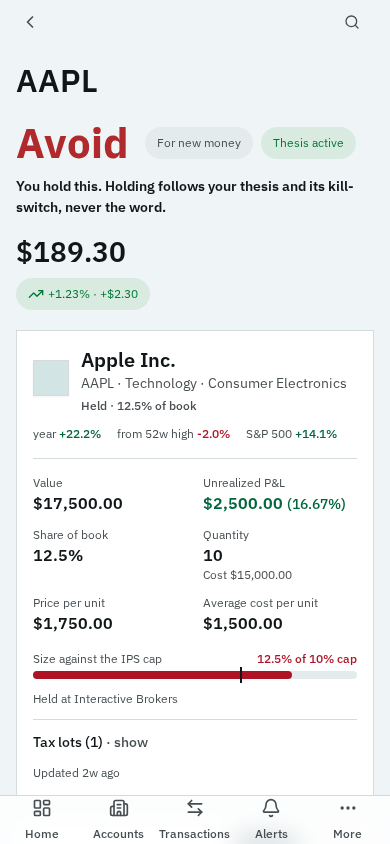 AAPL
Avoid
For new money
Thesis active
You hold this. Holding follows your thesis and its kill-
switch, never the word.
$189.30
+1.23% · +$2.30
Apple Inc.
AAPL · Technology · Consumer Electronics
Held · 12.5% of book
year +22.2% from 52w high -2.0% S&P 500 +14.1%
Value
$17,500.00
Unrealized P&L
$2,500.00 (16.67%)
Share of book
12.5%
Quantity
10
Cost $15,000.00
Price per unit
$1,750.00
Average cost per unit
$1,500.00
Size against the IPS cap
12.5% of 10% cap
Held at Interactive Brokers
Tax lots (1) · show
Updated 2w ago
Home
Accounts
Transactions
Alerts
More